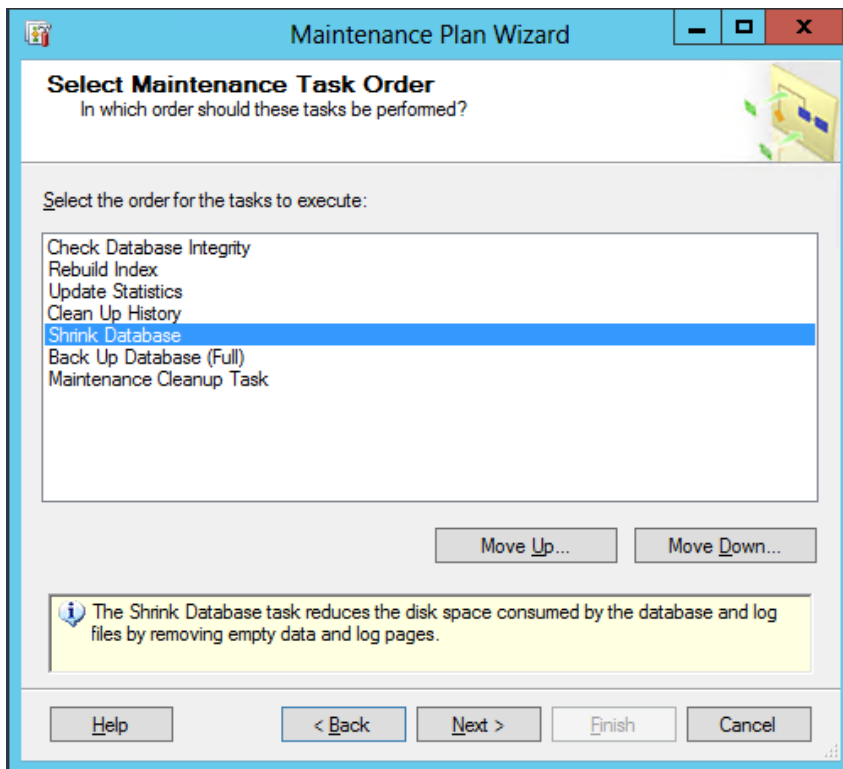 Maintenance Plan Wizard
Select Maintenance Task Order
In which order should these tasks be performed?
Select the order for the tasks to execute:
Check Database Integrity
Rebuild Index
Update Statistics
Clean Up History
Shrink Database
Back Up Database (Full)
Maintenance Cleanup Task
Move Up... Move Down...
The Shrink Database task reduces the disk space consumed by the database and log
files by removing empty data and log pages.
Help < Back Next > Finish Cancel